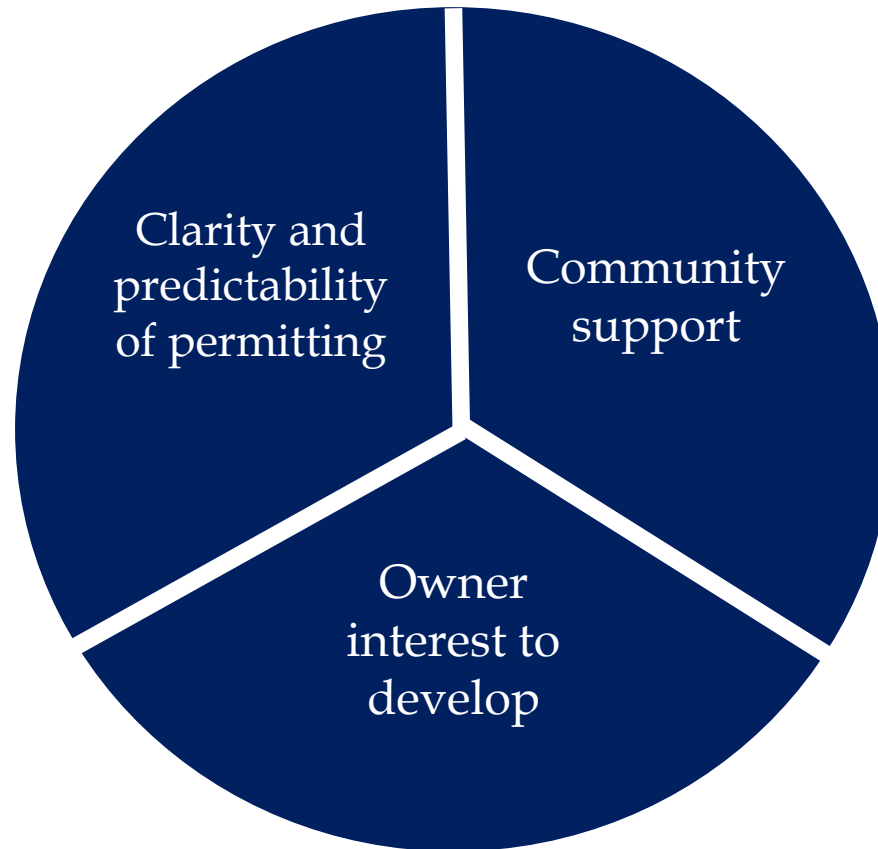 Clarity and
predictability
of permitting
Community
support
Owner
interest to
develop